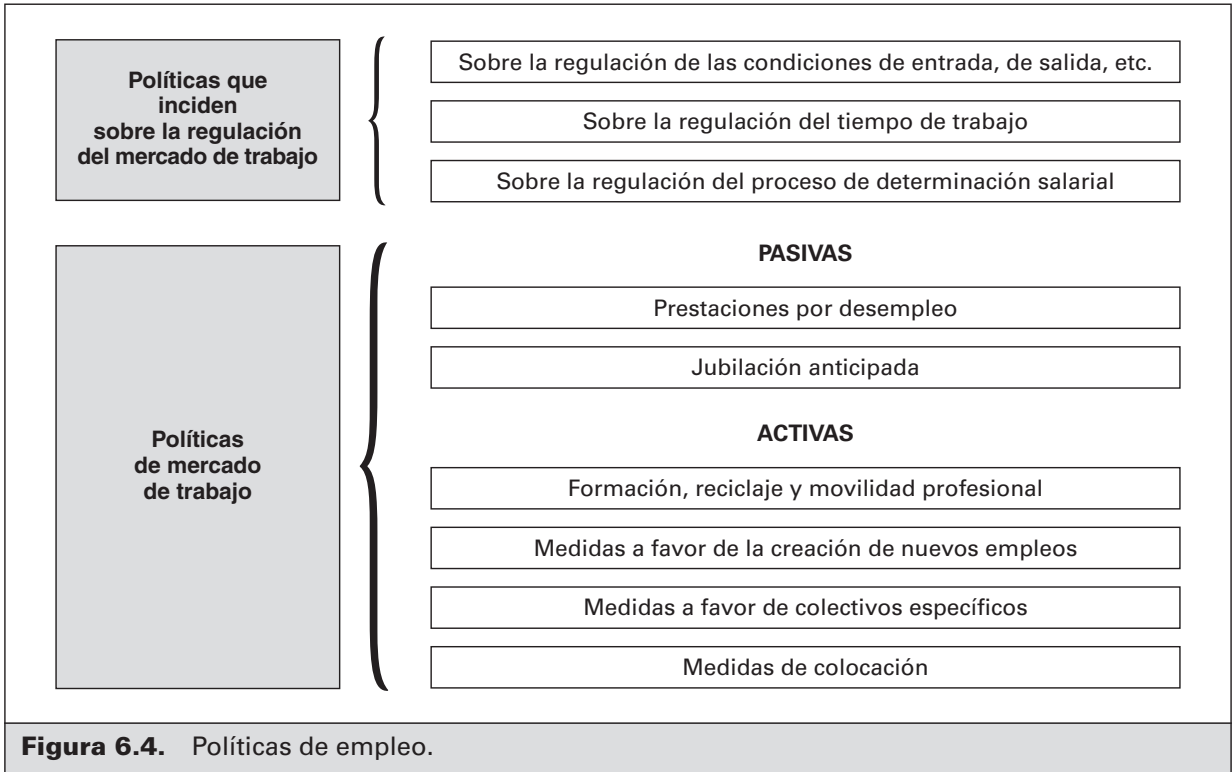 Políticas que
inciden
sobre la regulación
del mercado de trabajo
Sobre la regulación de las condiciones de entrada, de salida, etc.
Sobre la regulación del tiempo de trabajo
Sobre la regulación del proceso de determinación salarial
Políticas
de mercado
de trabajo
PASIVAS
Prestaciones por desempleo
Jubilación anticipada
ACTIVAS
Formación, reciclaje y movilidad profesional
Medidas a favor de la creación de nuevos empleos
Medidas a favor de colectivos específicos
Medidas de colocación
Figura 6.4. Políticas de empleo.